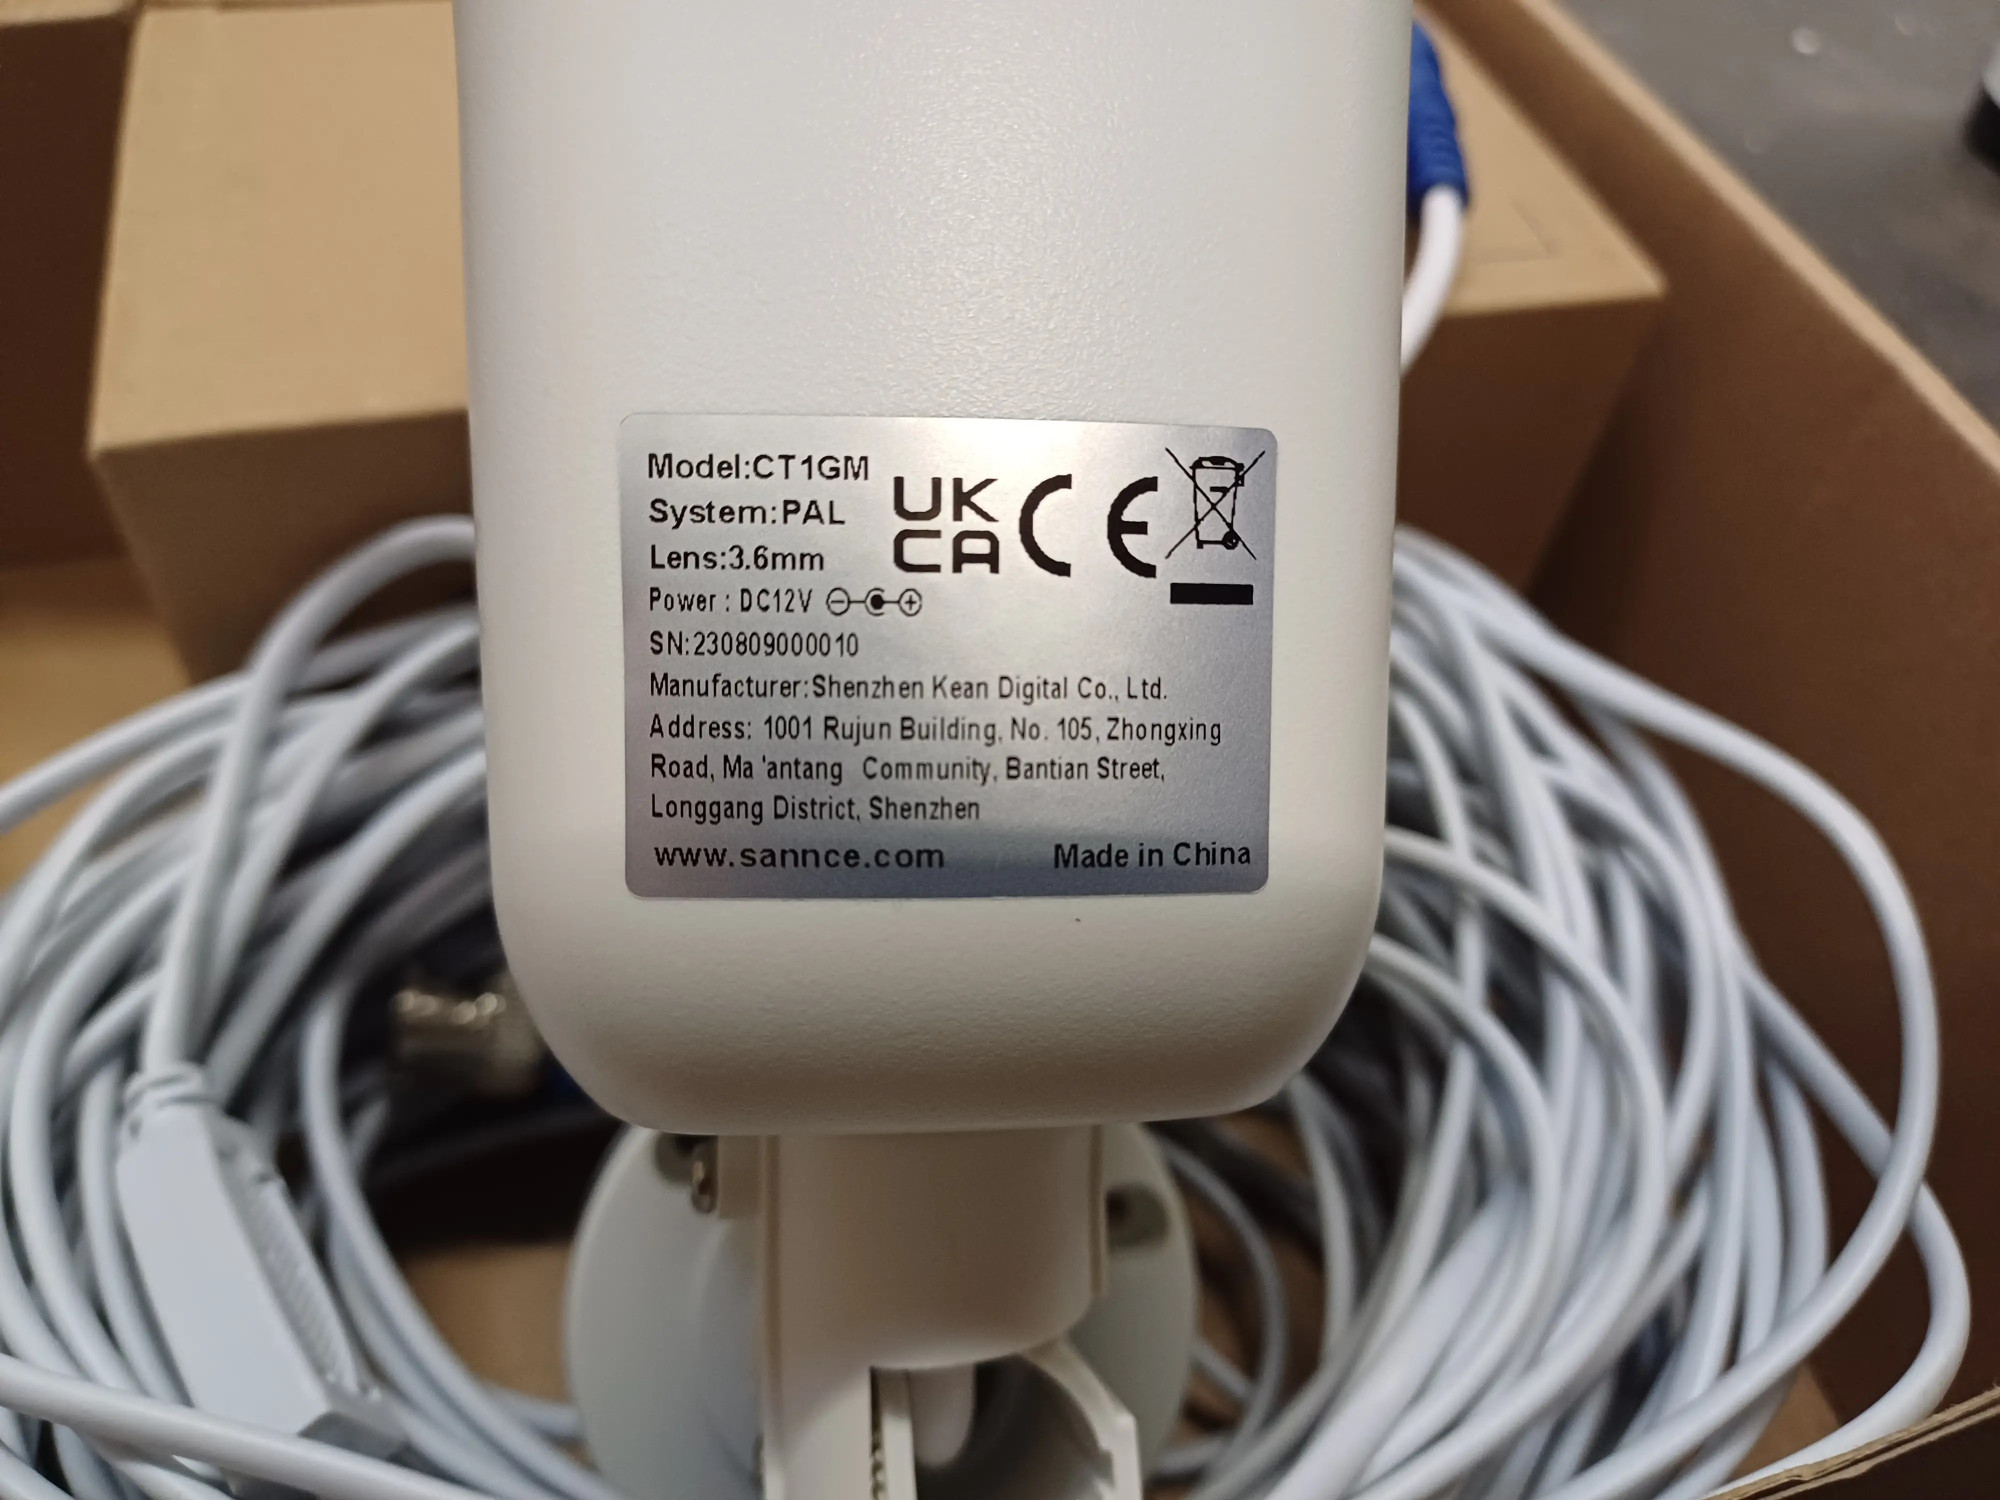 Model:CT1GM
System:PAL
Lens:3.6mm
UK
CA
CE
Power : DC12V
SN:230809000010
Manufacturer:Shenzhen Kean Digital Co., Ltd.
Address: 1001 Rujun Building, No. 105, Zhongxing
Road, Ma 'antang Community, Bantian Street,
Longgang District, Shenzhen
www.sannce.com Made in China